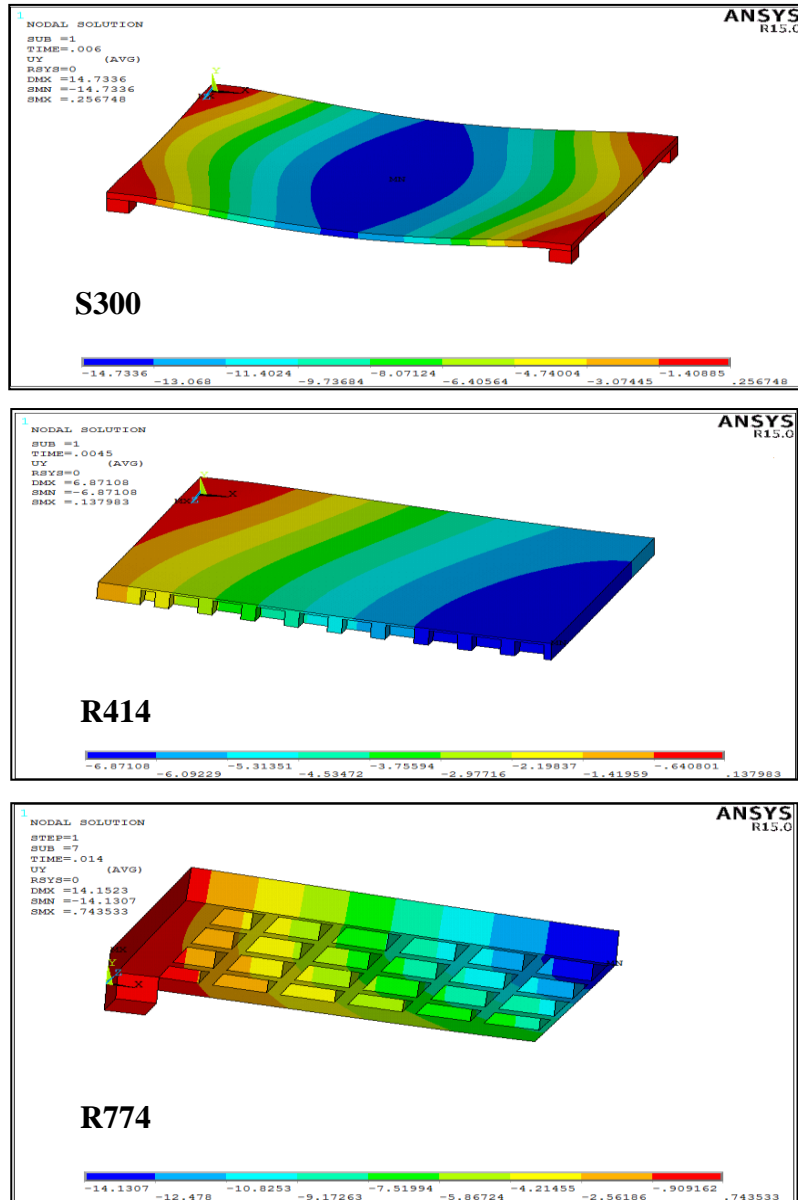 1
NODAL SOLUTION
SUB =1
TIME=.006
UY (AVG)
RSYS=0
DMX =14.7336
SMN =-14.7336
SMX =.256748
ANSYS
R15.0
Y
X
S300
-14.7336 -13.068 -11.4024 -9.73684 -8.07124 -6.40564 -4.74004 -3.07445 -1.40885 .256748
1
NODAL SOLUTION
SUB =1
TIME=.0045
UY (AVG)
RSYS=0
DMX =6.87108
SMN =-6.87108
SMX =.137983
ANSYS
R15.0
Y
X
R414
-6.87108 -6.09229 -5.31351 -4.53472 -3.75594 -2.97716 -2.19837 -1.41959 -.640801 .137983
1
NODAL SOLUTION
STEP=1
SUB =7
TIME=.014
UY (AVG)
RSYS=0
DMX =14.1523
SMN =-14.1307
SMX =.743533
ANSYS
R15.0
Y
Z
X
R774
-14.1307 -12.478 -10.8253 -9.17263 -7.51994 -5.86724 -4.21455 -2.56186 -.909162 .743533